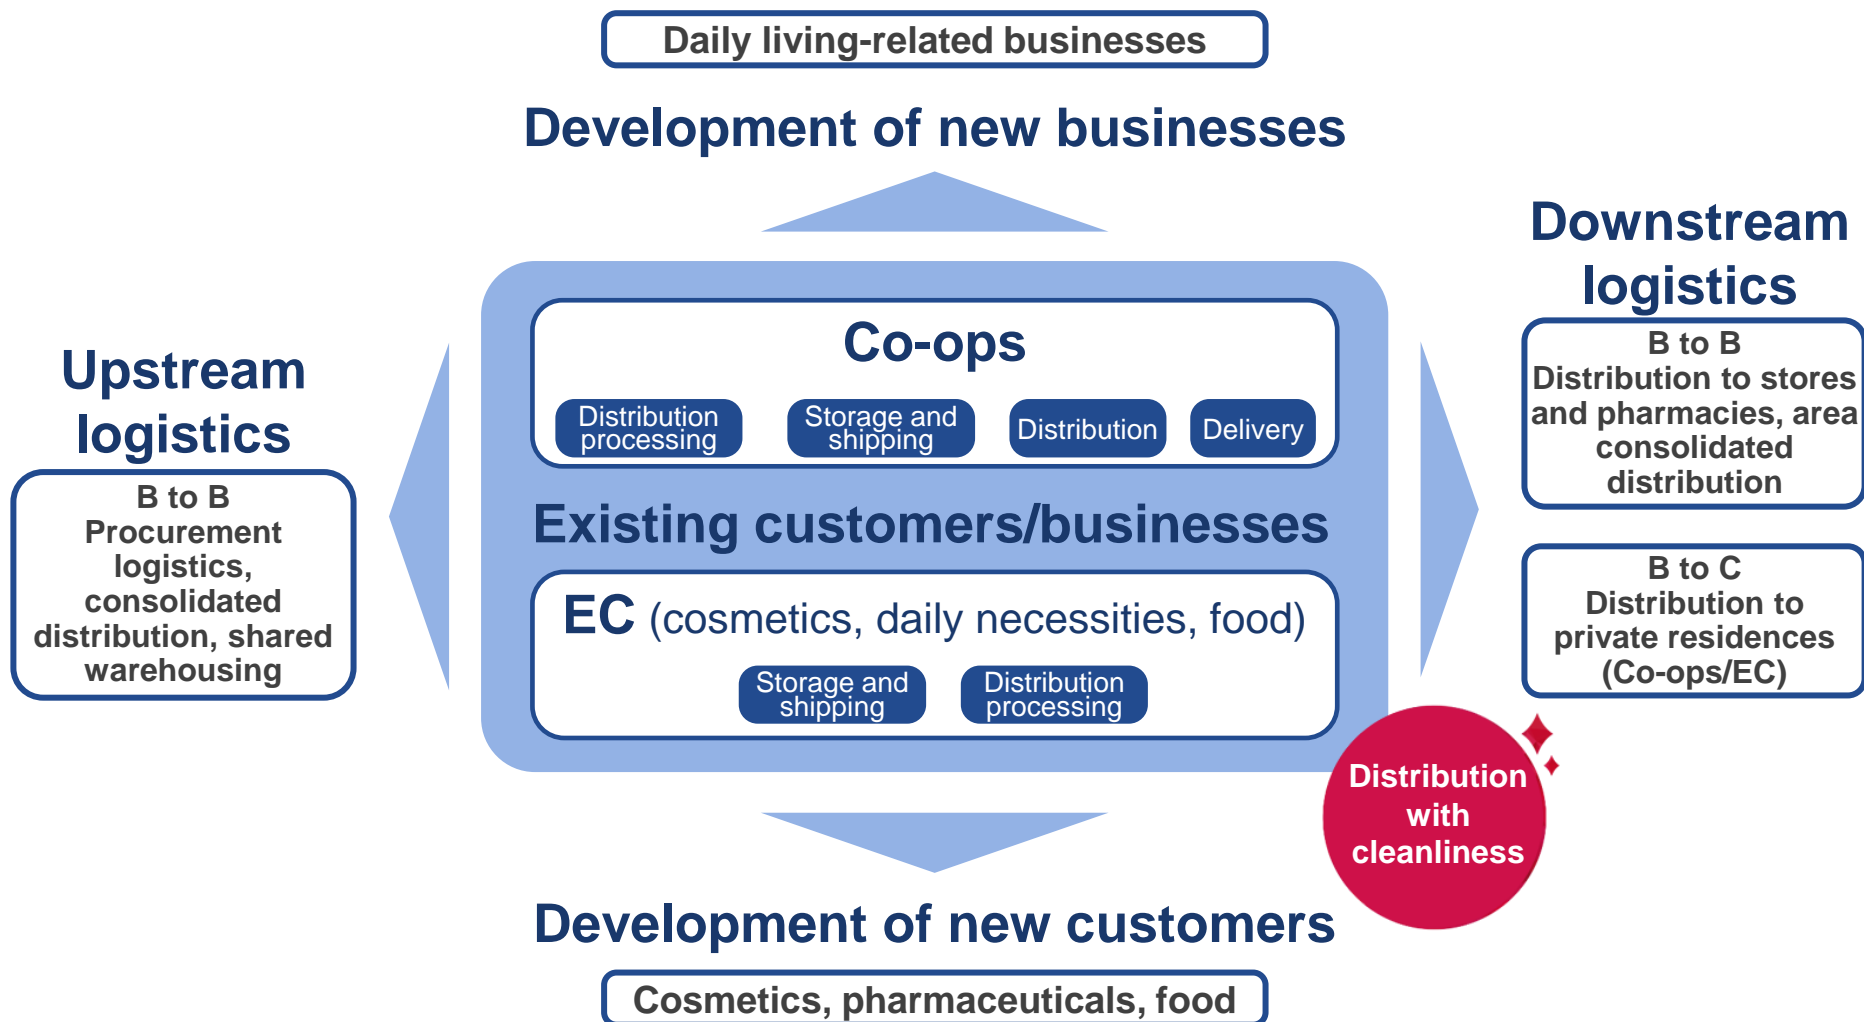 Daily living-related businesses
Development of new businesses
Upstream
logistics
B to B
Procurement
logistics,
consolidated
distribution, shared
warehousing
Co-ops
Distribution
processing
Storage and
shipping
Distribution
Delivery
Existing customers/businesses
EC (cosmetics, daily necessities, food)
Storage and
shipping
Distribution
processing
Downstream
logistics
B to B
Distribution to stores
and pharmacies, area
consolidated
distribution
B to C
Distribution to
private residences
(Co-ops/EC)
Distribution
with
cleanliness
Development of new customers
Cosmetics, pharmaceuticals, food